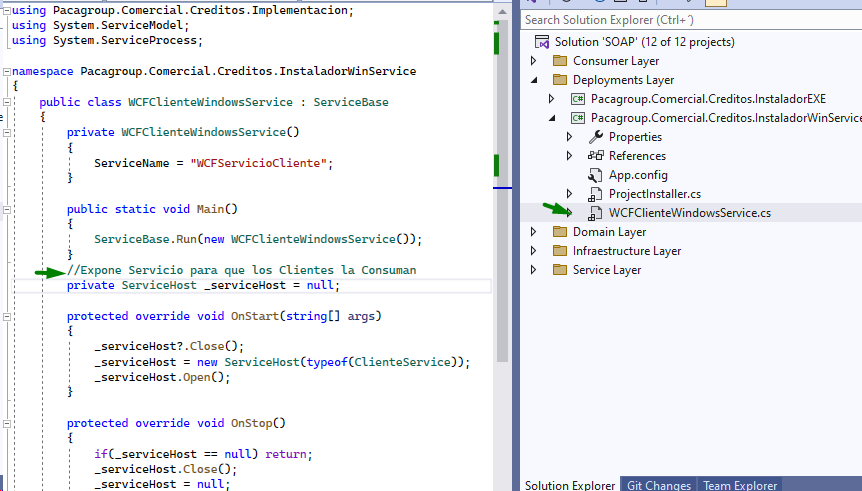 using Pacagroup.Comercial.Creditos.Implementacion;
using System.ServiceModel;
using System.ServiceProcess;
namespace Pacagroup.Comercial.Creditos.InstaladorWinService
{
public class WCFClienteWindowsService : ServiceBase
{
private WCFClienteWindowsService()
{
ServiceName = "WCFServicioCliente";
}
public static void Main()
{
ServiceBase.Run(new WCFClienteWindowsService());
}
//Expone Servicio para que los Clientes la Consuman
private ServiceHost _serviceHost = null;
protected override void OnStart(string[] args)
{
_serviceHost?.Close();
_serviceHost = new ServiceHost(typeof(ClienteService));
_serviceHost.Open();
}
protected override void OnStop()
{
if(_serviceHost == null) return;
_serviceHost.Close();
_serviceHost = null;
Search Solution Explorer (Ctrl+´)
Solution 'SOAP' (12 of 12 projects)
Consumer Layer
Deployments Layer
C# Pacagroup.Comercial.Creditos.InstaladorEXE
C# Pacagroup.Comercial.Creditos.InstaladorWinService
Properties
References
App.config
ProjectInstaller.cs
WCFClienteWindowsService.cs
Domain Layer
Infrastructure Layer
Service Layer
Solution Explorer Git Changes Team Explorer